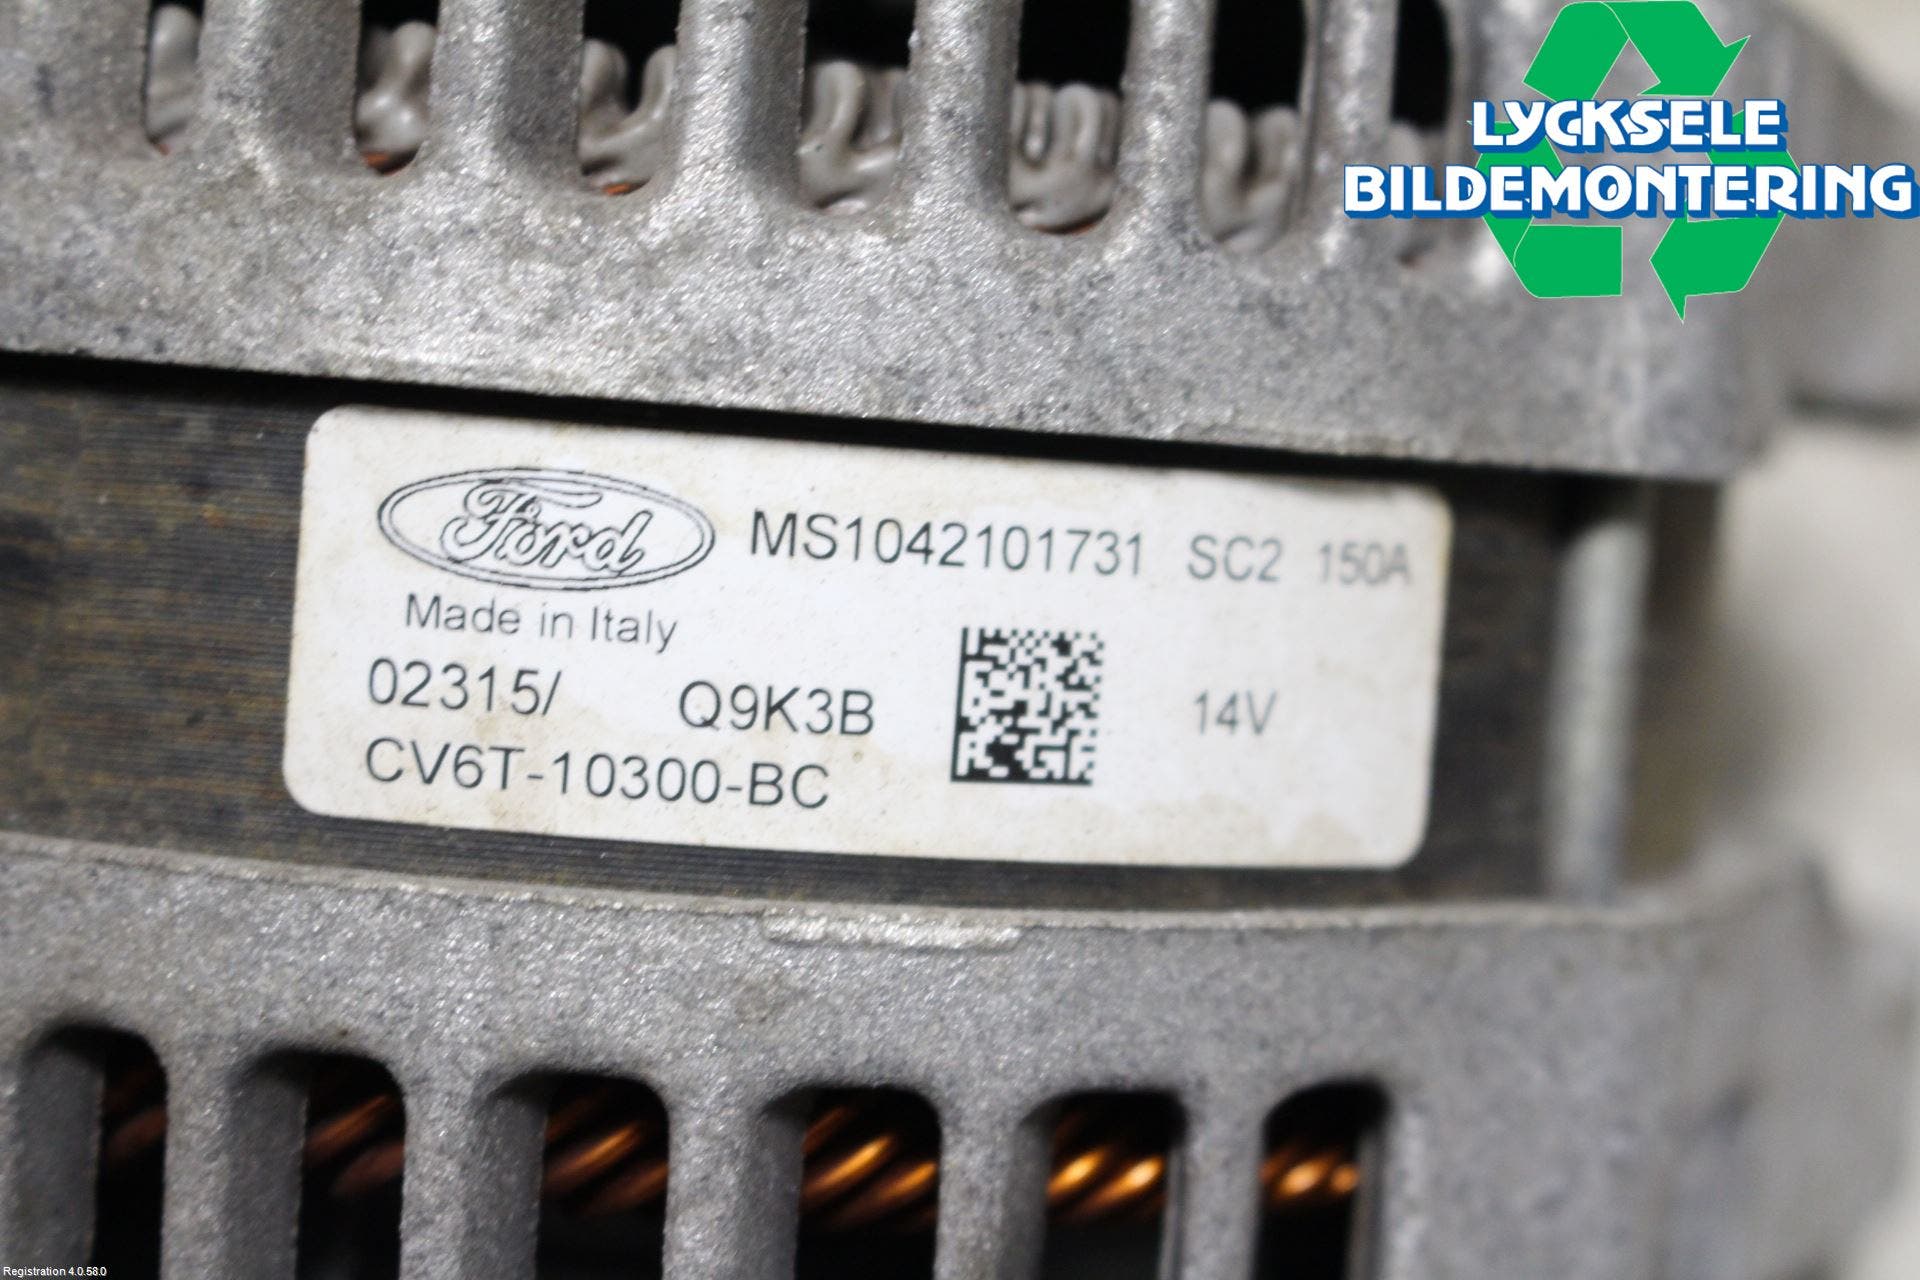 LYCKSELE
BILDEMONTERING
Ford MS1042101731 SC2 150A
Made in Italy
02315/ Q9K3B 14V
CV6T-10300-BC
Registration 4.0.58.0